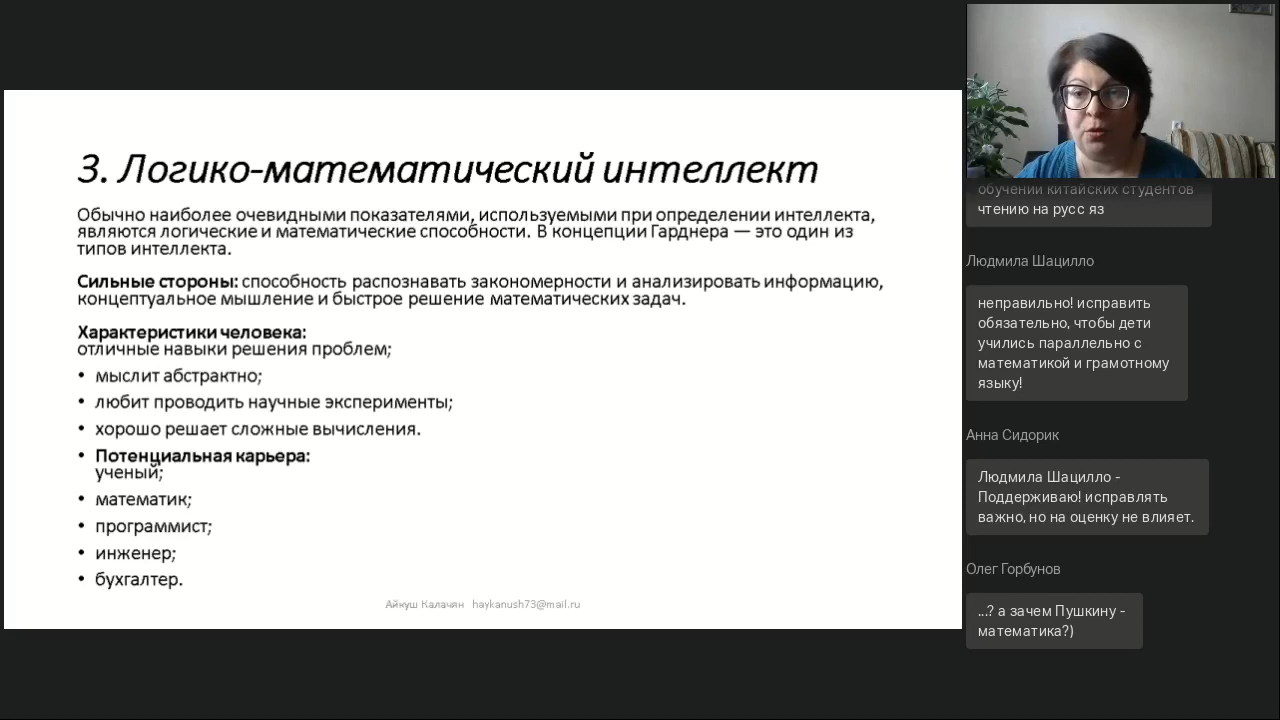 3. Логико-математический интеллект
Обычно наиболее очевидными показателями, используемыми при определении интеллекта,
являются логические и математические способности. В концепции Гарднера — это один из
типов интеллекта.
Сильные стороны: способность распознавать закономерности и анализировать информацию,
концептуальное мышление и быстрое решение математических задач.
Характеристики человека:
отличные навыки решения проблем;
• мыслит абстрактно;
• любит проводить научные эксперименты;
• хорошо решает сложные вычисления.
• Потенциальная карьера:
ученый;
• математик;
• программист;
• инженер;
• бухгалтер.
Айкуш Калачян haykanush73@mail.ru
обучении китайских студентов
чтению на русс яз
Людмила Шацилло
неправильно! исправить
обязательно, чтобы дети
учились параллельно с
математикой и грамотному
языку!
Анна Сидорик
Людмила Шацилло -
Поддерживаю! исправлять
важно, но на оценку не влияет.
Олег Горбунов
...? а зачем Пушкину -
математика?)